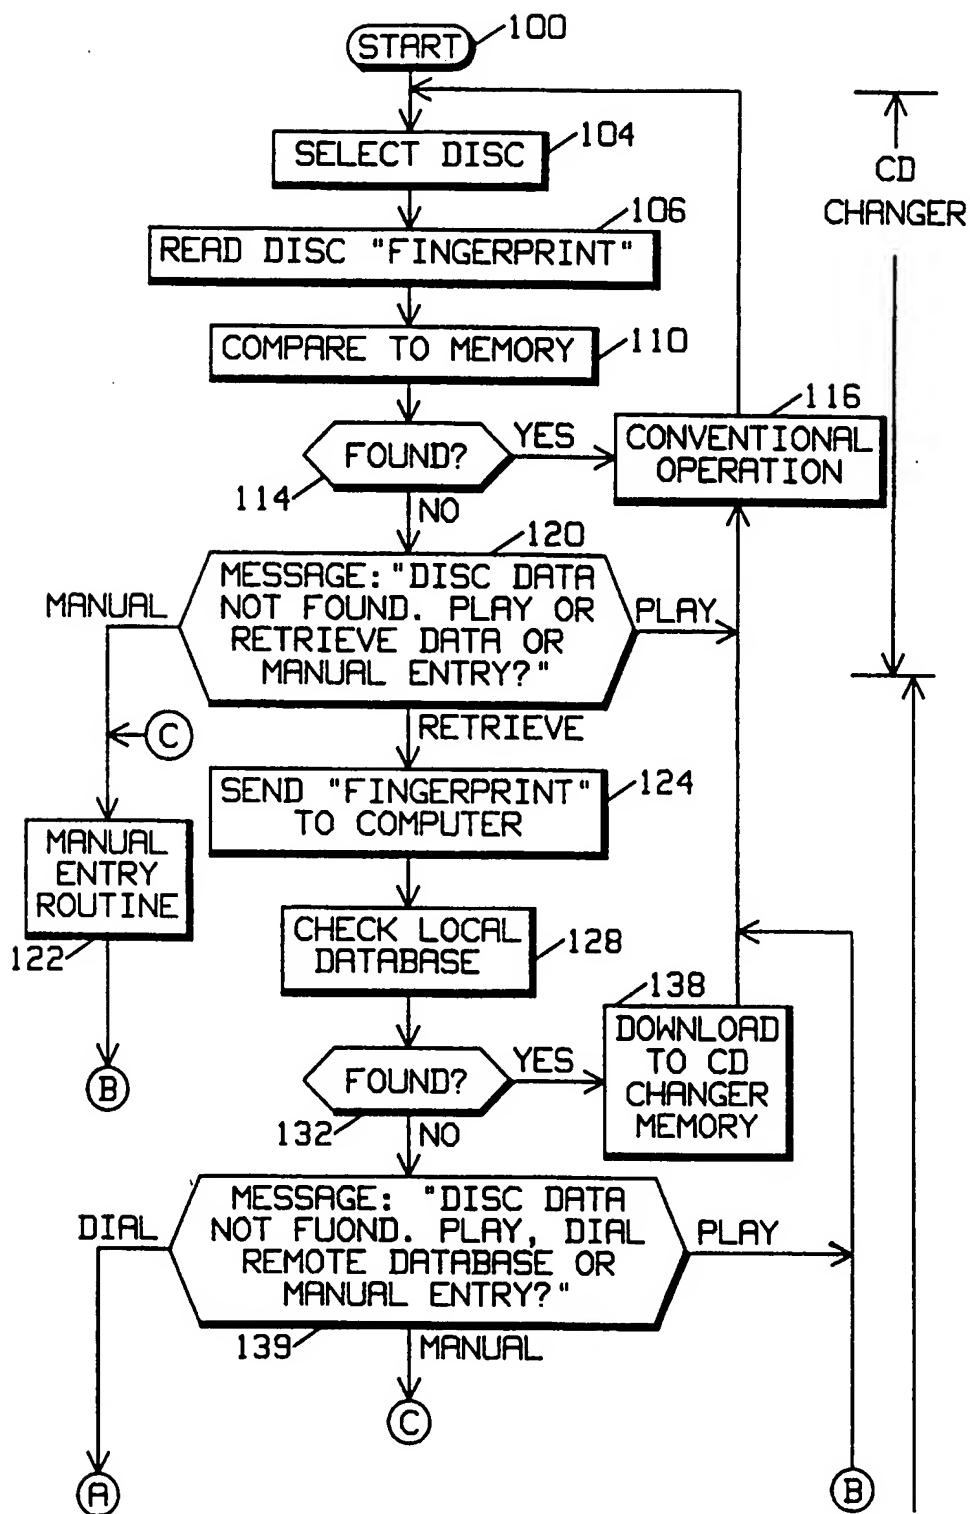 100
START
104
SELECT DISC
CD
CHANGER
106
READ DISC "FINGERPRINT"
COMPARE TO MEMORY
110
116
FOUND?
YES
CONVENTIONAL
OPERATION
114
NO
120
MESSAGE: "DISC DATA
NOT FOUND. PLAY OR
RETRIEVE DATA OR
MANUAL ENTRY?"
MANUAL
PLAY
RETRIEVE
C
SEND "FINGERPRINT"
TO COMPUTER
124
MANUAL
ENTRY
ROUTINE
122
CHECK LOCAL
DATABASE
128
138
DOWNLOAD
TO CD
CHANGER
MEMORY
B
FOUND?
YES
132
NO
MESSAGE: "DISC DATA
NOT FUOND. PLAY, DIAL
REMOTE DATABASE OR
MANUAL ENTRY?"
DIAL
PLAY
139
MANUAL
C
A
B